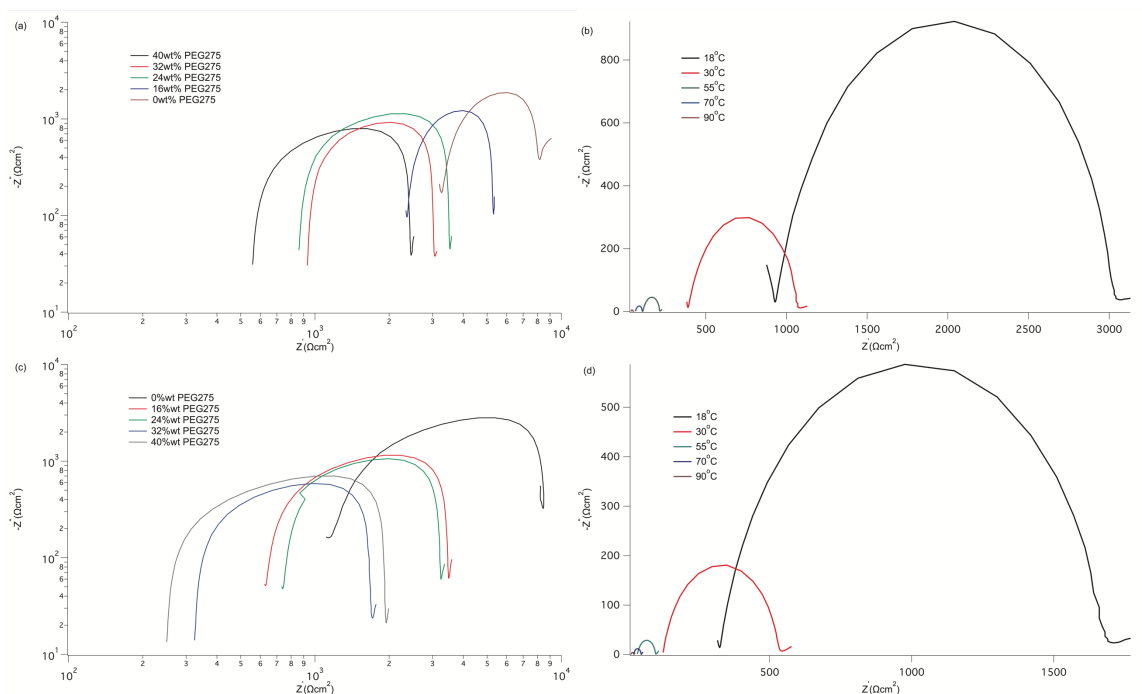 (a)
10⁴
8
6
4
2
10³
8
6
4
2
10²
8
6
4
2
10¹
-Z″(Ωcm²)
40wt% PEG275
32wt% PEG275
24wt% PEG275
16wt% PEG275
0wt% PEG275
10² 2 3 4 5 6 7 8 9 10³ 2 3 4 5 6 7 8 9 10⁴
Z′(Ωcm²)
(b)
800
600
400
200
0
-Z″(Ωcm²)
18°C
30°C
55°C
70°C
90°C
500 1000 1500 2000 2500 3000
Z′(Ωcm²)
(c)
10⁴
8
6
4
2
10³
8
6
4
2
10²
8
6
4
2
10¹
-Z″(Ωcm²)
0%wt PEG275
16%wt PEG275
24%wt PEG275
32%wt PEG275
40%wt PEG275
10² 2 3 4 5 6 7 8 9 10³ 2 3 4 5 6 7 8 9 10⁴
Z′(Ωcm²)
(d)
500
400
300
200
100
0
-Z″(Ωcm²)
18°C
30°C
55°C
70°C
90°C
500 1000 1500
Z′(Ωcm²)